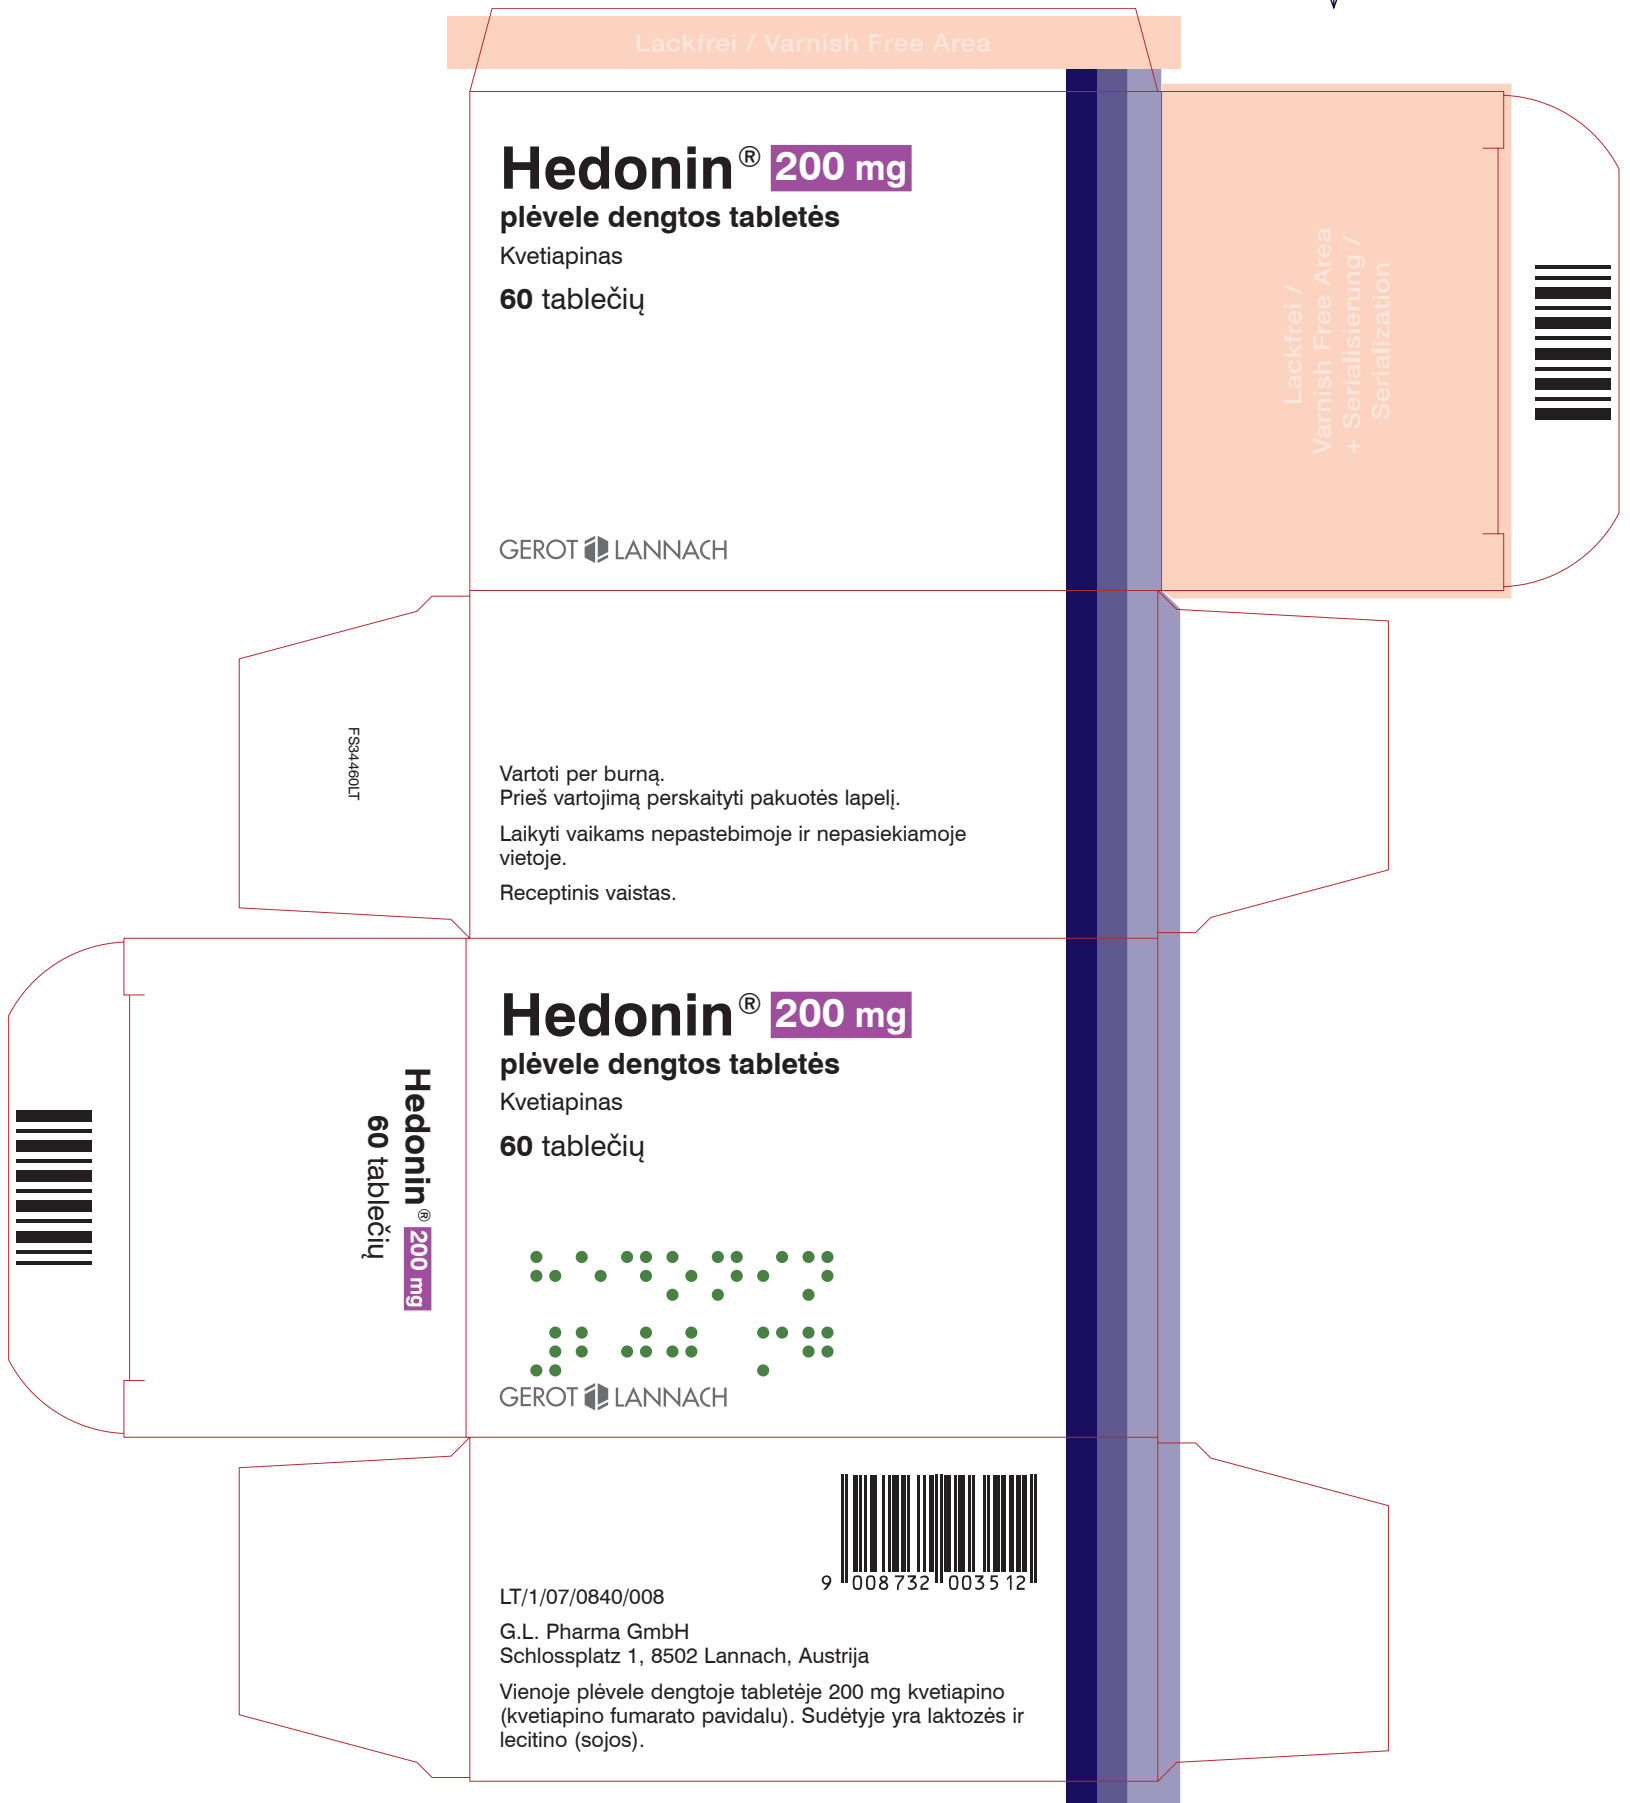 Lackfrei / Varnish Free Area
Hedonin® 200 mg
plėvele dengtos tabletės
Kvetiapinas
60 tablečių
GEROT LANNACH
Lackfrei /
Varnish Free Area
+ Serialisierung /
Serialization
FS34460LT
Vartoti per burną.
Prieš vartojimą perskaityti pakuotės lapelį.
Laikyti vaikams nepastebimoje ir nepasiekiamoje
vietoje.
Receptinis vaistas.
Hedonin® 200 mg
60 tablečių
Hedonin® 200 mg
plėvele dengtos tabletės
Kvetiapinas
60 tablečių
GEROT LANNACH
9 008732 003512
LT/1/07/0840/008
G.L. Pharma GmbH
Schlossplatz 1, 8502 Lannach, Austrija
Vienoje plėvele dengtoje tabletėje 200 mg kvetiapino
(kvetiapino fumarato pavidalu). Sudėtyje yra laktozės ir
lecitino (sojos).